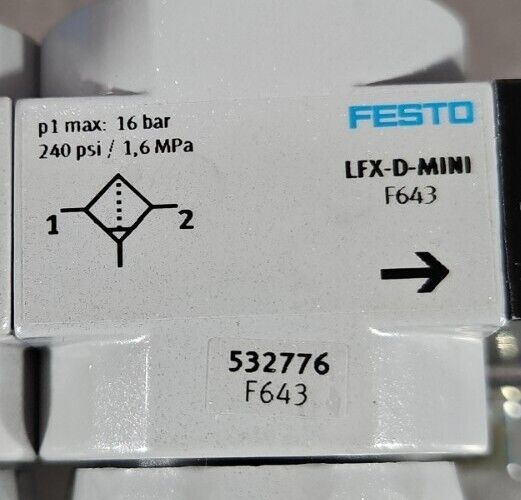 p1 max: 16 bar
240 psi / 1,6 MPa
FESTO
LFX-D-MINI
F643
1
2
532776
F643